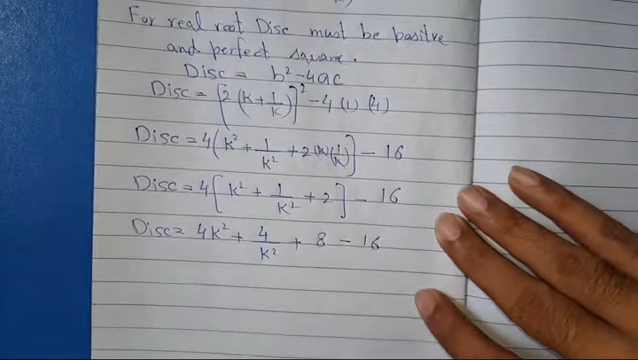 For real root Disc must be positve
and perfect square.
Disc = b² - 4ac
Disc = [2(k + 1/k)]² - 4 (1) (4)
Disc = 4(k² + 1/k² + 2(k)(1/k)] - 16
Disc = 4[k² + 1/k² + 2] - 16
Disc = 4k² + 4/k² + 8 - 16